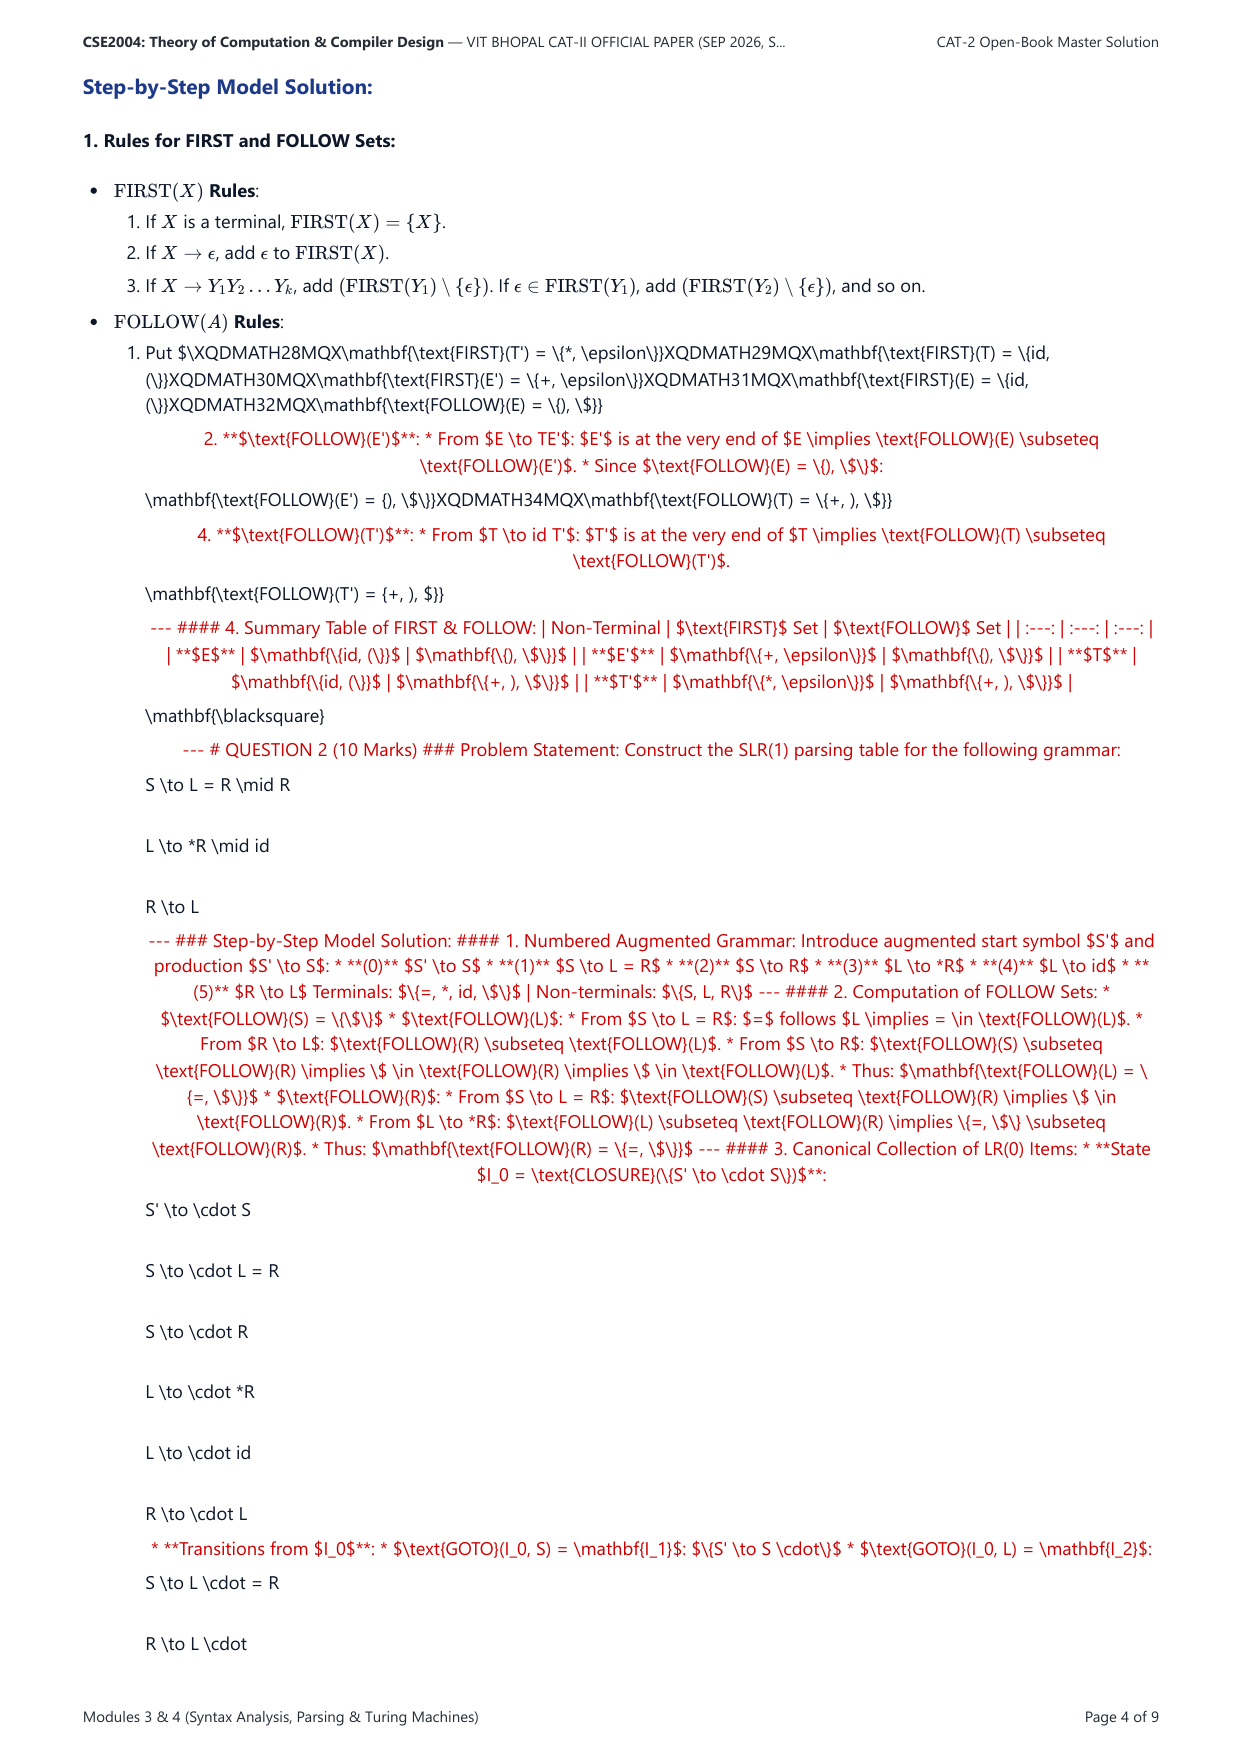 CSE2004: Theory of Computation & Compiler Design — VIT BHOPAL CAT-II OFFICIAL PAPER (SEP 2026, S... CAT-2 Open-Book Master Solution
Step-by-Step Model Solution:
1. Rules for FIRST and FOLLOW Sets:
• FIRST(X) Rules:
1. If X is a terminal, FIRST(X) = {X}.
2. If X → ϵ, add ϵ to FIRST(X).
3. If X → Y₁Y₂ … Yₖ, add (FIRST(Y₁) \ {ϵ}). If ϵ ∈ FIRST(Y₁), add (FIRST(Y₂) \ {ϵ}), and so on.
• FOLLOW(A) Rules:
1. Put $\XQDMATH28MQX\mathbf{\text{FIRST}(T') = \{*, \epsilon\}}XQDMATH29MQX\mathbf{\text{FIRST}(T) = \{id,
(\}}XQDMATH30MQX\mathbf{\text{FIRST}(E') = \{+, \epsilon\}}XQDMATH31MQX\mathbf{\text{FIRST}(E) = \{id,
(\}}XQDMATH32MQX\mathbf{\text{FOLLOW}(E) = \{), \$}}
2. **$\text{FOLLOW}(E')$**: * From $E \to TE'$: $E'$ is at the very end of $E \implies \text{FOLLOW}(E) \subseteq
\text{FOLLOW}(E')$. * Since $\text{FOLLOW}(E) = \{), \$\}$:
\mathbf{\text{FOLLOW}(E') = {), \$\}}XQDMATH34MQX\mathbf{\text{FOLLOW}(T) = \{+, ), \$}}
4. **$\text{FOLLOW}(T')$**: * From $T \to id T'$: $T'$ is at the very end of $T \implies \text{FOLLOW}(T) \subseteq
\text{FOLLOW}(T')$.
\mathbf{\text{FOLLOW}(T') = {+, ), $}}
--- #### 4. Summary Table of FIRST & FOLLOW: | Non-Terminal | $\text{FIRST}$ Set | $\text{FOLLOW}$ Set | | :---: | :---: | :---: |
| **$E$** | $\mathbf{\{id, (\}}$ | $\mathbf{\{), \$\}}$ | | **$E'$** | $\mathbf{\{+, \epsilon\}}$ | $\mathbf{\{), \$\}}$ | | **$T$** |
$\mathbf{\{id, (\}}$ | $\mathbf{\{+, ), \$\}}$ | | **$T'$** | $\mathbf{\{*, \epsilon\}}$ | $\mathbf{\{+, ), \$\}}$ |
\mathbf{\blacksquare}
--- # QUESTION 2 (10 Marks) ### Problem Statement: Construct the SLR(1) parsing table for the following grammar:
S \to L = R \mid R
L \to *R \mid id
R \to L
--- ### Step-by-Step Model Solution: #### 1. Numbered Augmented Grammar: Introduce augmented start symbol $S'$ and
production $S' \to S$: * **(0)** $S' \to S$ * **(1)** $S \to L = R$ * **(2)** $S \to R$ * **(3)** $L \to *R$ * **(4)** $L \to id$ * **
(5)** $R \to L$ Terminals: $\{=, *, id, \$\}$ | Non-terminals: $\{S, L, R\}$ --- #### 2. Computation of FOLLOW Sets: *
$\text{FOLLOW}(S) = \{\$\}$ * $\text{FOLLOW}(L)$: * From $S \to L = R$: $=$ follows $L \implies = \in \text{FOLLOW}(L)$. *
From $R \to L$: $\text{FOLLOW}(R) \subseteq \text{FOLLOW}(L)$. * From $S \to R$: $\text{FOLLOW}(S) \subseteq
\text{FOLLOW}(R) \implies \$ \in \text{FOLLOW}(R) \implies \$ \in \text{FOLLOW}(L)$. * Thus: $\mathbf{\text{FOLLOW}(L) = \
{=, \$\}}$ * $\text{FOLLOW}(R)$: * From $S \to L = R$: $\text{FOLLOW}(S) \subseteq \text{FOLLOW}(R) \implies \$ \in
\text{FOLLOW}(R)$. * From $L \to *R$: $\text{FOLLOW}(L) \subseteq \text{FOLLOW}(R) \implies \{=, \$\} \subseteq
\text{FOLLOW}(R)$. * Thus: $\mathbf{\text{FOLLOW}(R) = \{=, \$\}}$ --- #### 3. Canonical Collection of LR(0) Items: * **State
$I_0 = \text{CLOSURE}(\{S' \to \cdot S\})$**:
S' \to \cdot S
S \to \cdot L = R
S \to \cdot R
L \to \cdot *R
L \to \cdot id
R \to \cdot L
* **Transitions from $I_0$**: * $\text{GOTO}(I_0, S) = \mathbf{I_1}$: $\{S' \to S \cdot\}$ * $\text{GOTO}(I_0, L) = \mathbf{I_2}$:
S \to L \cdot = R
R \to L \cdot
Modules 3 & 4 (Syntax Analysis, Parsing & Turing Machines) Page 4 of 9